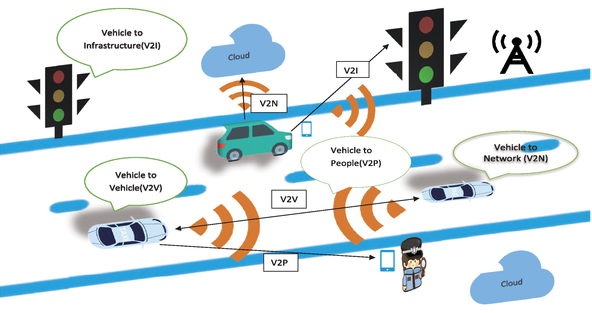 Vehicle to
Infrastructure(V2I)
Cloud
V2I
V2N
Vehicle to
People(V2P)
Vehicle to
Network (V2N)
Vehicle to
Vehicle(V2V)
V2V
V2P
Cloud